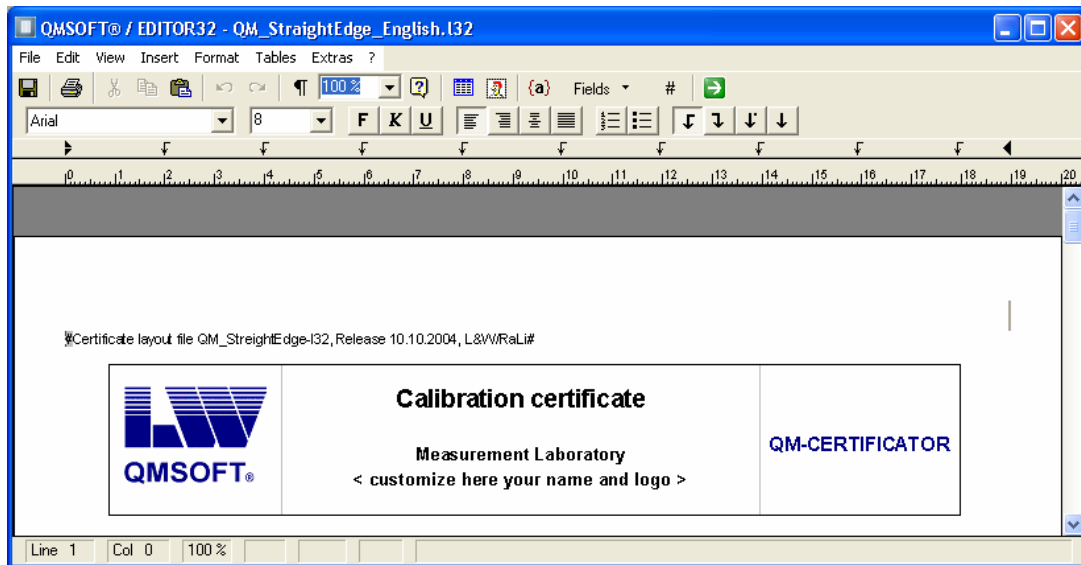 QMSOFT® / EDITOR32 - QM_StraightEdge_English.l32
File Edit View Insert Format Tables Extras ?
¶ 100 % {a} Fields #
Arial 8 F K U
0 1 2 3 4 5 6 7 8 9 10 11 12 13 14 15 16 17 18 19 20
#Certificate layout file QM_StreightEdge-l32, Release 10.10.2004, L&W/RaLi#
LW
QMSOFT®
Calibration certificate
Measurement Laboratory
< customize here your name and logo >
QM-CERTIFICATOR
Line 1 Col 0 100 %